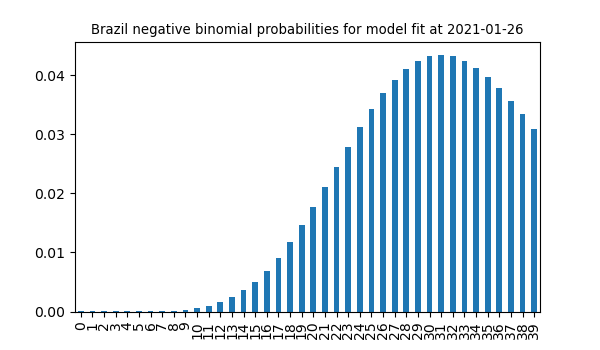 Brazil negative binomial probabilities for model fit at 2021-01-26
0.04
0.03
0.02
0.01
0.00
0 1 2 3 4 5 6 7 8 9 10 11 12 13 14 15 16 17 18 19 20 21 22 23 24 25 26 27 28 29 30 31 32 33 34 35 36 37 38 39